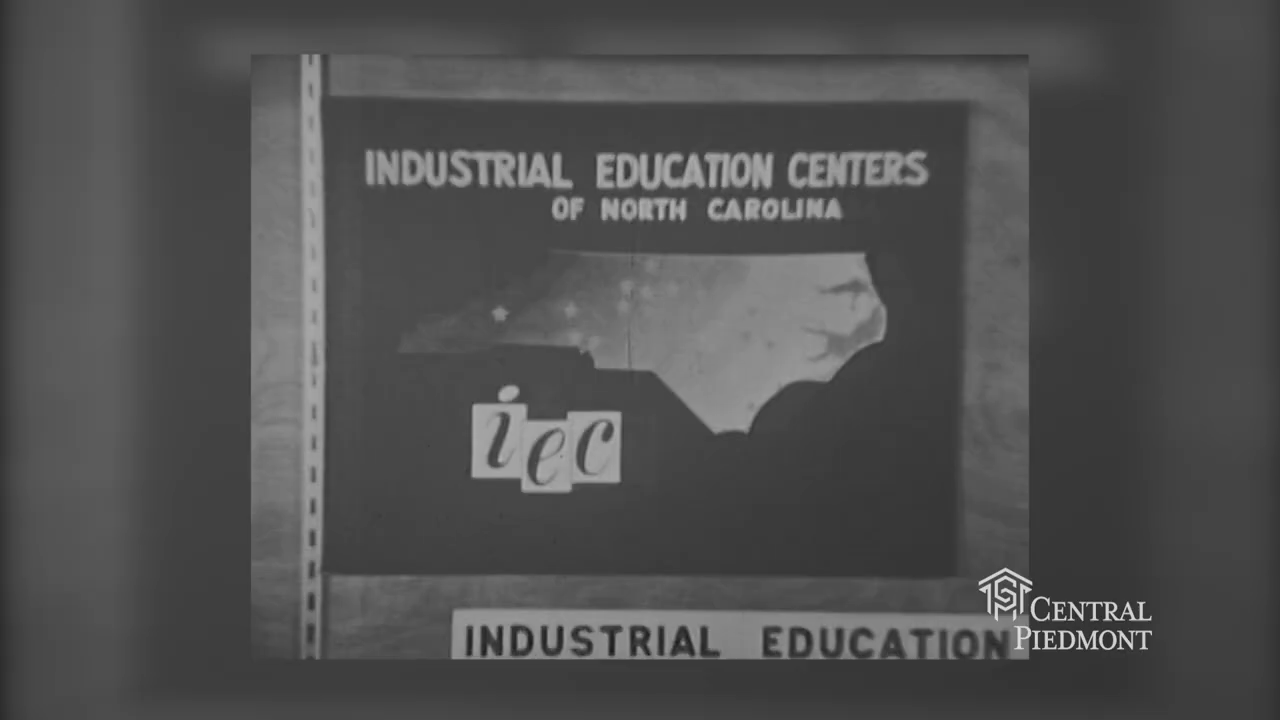 INDUSTRIAL EDUCATION CENTERS
OF NORTH CAROLINA
iec
INDUSTRIAL EDUCATION
CENTRAL
PIEDMONT